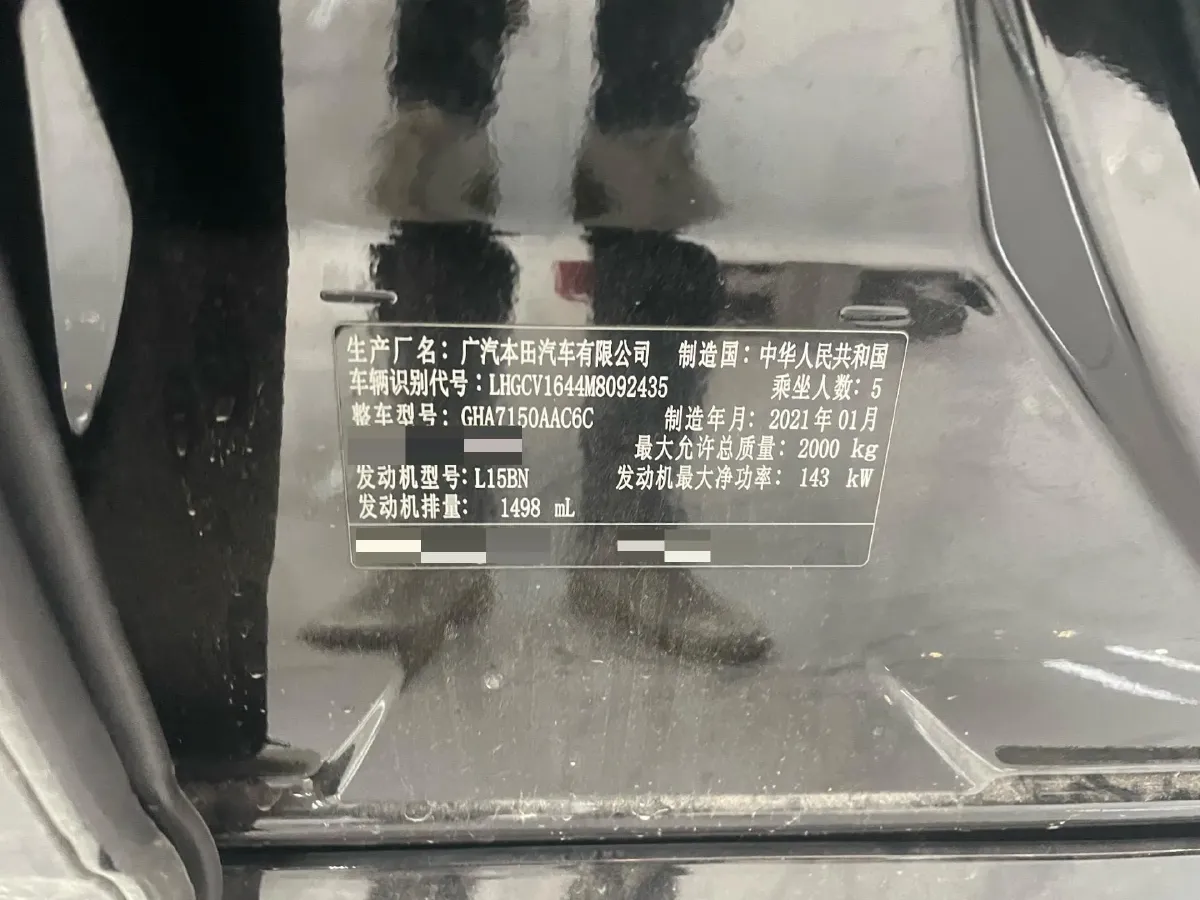 生产厂名：广汽本田汽车有限公司 制造国：中华人民共和国
车辆识别代号：LHGCV1644M8092435 乘坐人数：5
整车型号：GHA7150AAC6C 制造年月：2021年01月
最大允许总质量：2000 kg
发动机型号：L15BN 发动机最大净功率：143 kW
发动机排量：1498 mL